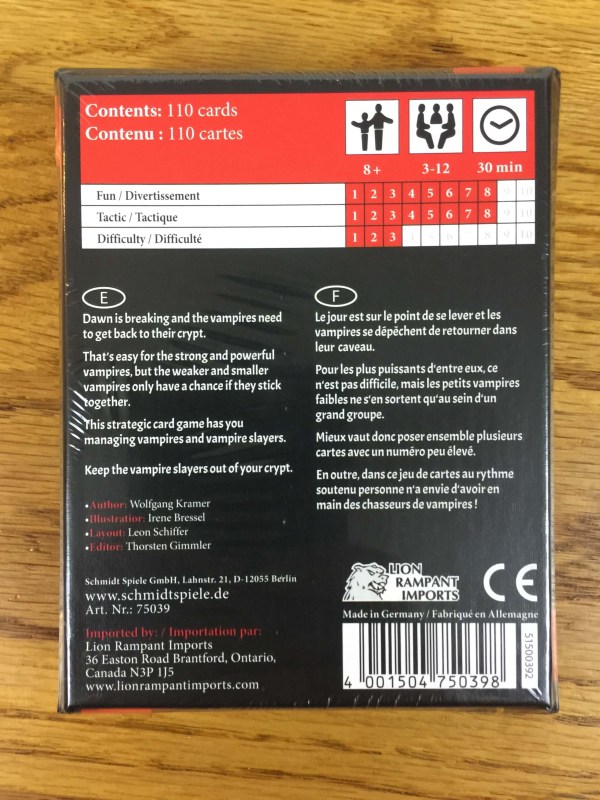 Contents: 110 cards
Contenu : 110 cartes
8+
3-12
30 min
Fun / Divertissement
1 2 3 4 5 6 7 8 9 10
Tactic / Tactique
1 2 3 4 5 6 7 8 9 10
Difficulty / Difficulté
1 2 3 4 5 6 8 9 10
E
Dawn is breaking and the vampires need
to get back to their crypt.
That's easy for the strong and powerful
vampires, but the weaker and smaller
vampires only have a chance if they stick
together.
This strategic card game has you
managing vampires and vampire slayers.
Keep the vampire slayers out of your crypt.
•Author: Wolfgang Kramer
•Illustratior: Irene Bressel
•Layout: Leon Schiffer
•Editor: Thorsten Gimmler
Schmidt Spiele GmbH, Lahnstr. 21, D-12055 Berlin
www.schmidtspiele.de
Art. Nr.: 75039
Imported by: / Importation par:
Lion Rampant Imports
36 Easton Road Brantford, Ontario,
Canada N3P 1J5
www.lionrampantimports.com
F
Le jour est sur le point de se lever et les
vampires se dépêchent de retourner dans
leur caveau.
Pour les plus puissants d'entre eux, ce
n'est pas difficile, mais les petits vampires
faibles ne s'en sortent qu'au sein d'un
grand groupe.
Mieux vaut donc poser ensemble plusieurs
cartes avec un numéro peu élevé.
En outre, dans ce jeu de cartes au rythme
soutenu personne n'a envie d'avoir en
main des chasseurs de vampires !
LION
RAMPANT
IMPORTS
CE
Made in Germany / Fabriqué en Allemagne
4 001504 750398
51500392